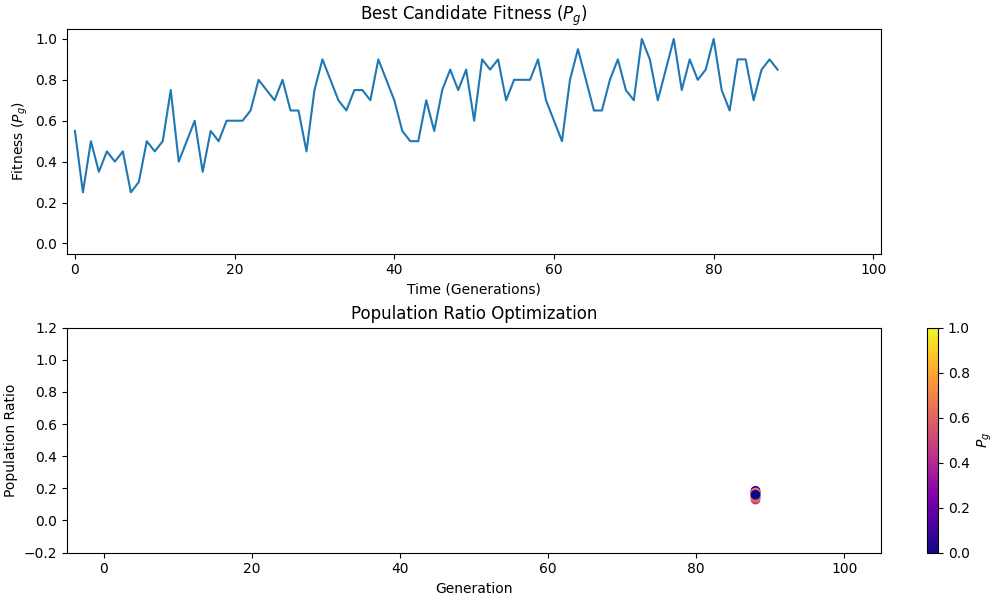 Best Candidate Fitness (P_g)
1.0
0.8
0.6
0.4
0.2
0.0
Fitness (P_g)
0 20 40 60 80 100
Time (Generations)
Population Ratio Optimization
1.2
1.0
0.8
0.6
0.4
0.2
0.0
−0.2
Population Ratio
0 20 40 60 80 100
Generation
1.0
0.8
0.6
0.4
0.2
0.0
P_g